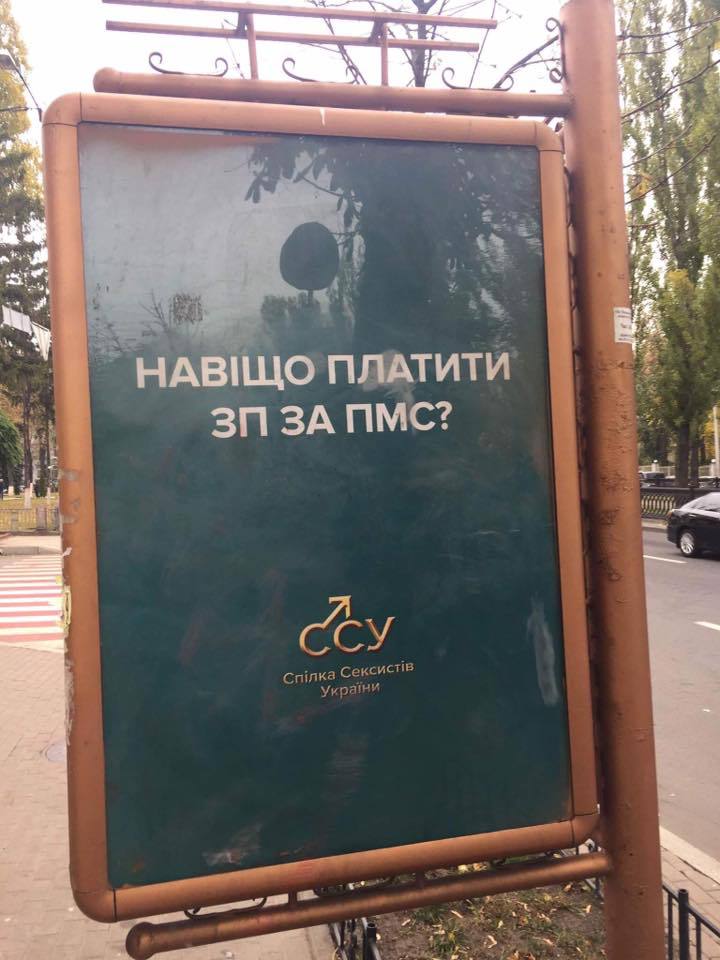 НАВІЩО ПЛАТИТИ
ЗП ЗА ПМС?
ССУ
Спілка Сексистів
України